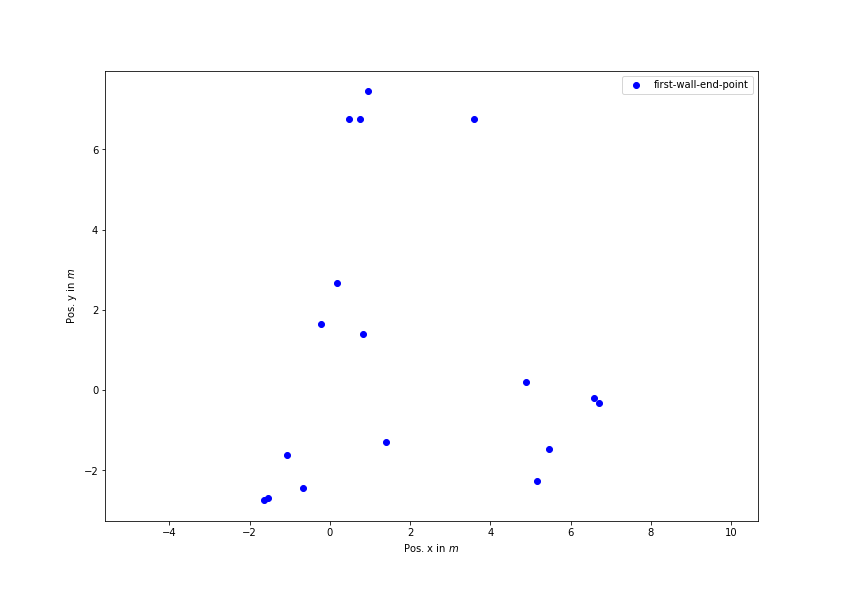 first-wall-end-point
6
4
2
0
−2
−4 −2 0 2 4 6 8 10
Pos. y in m
Pos. x in m